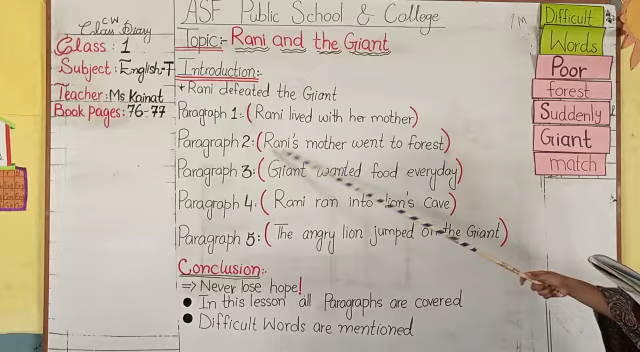 ASF Public School & College
CW
Class Diary
Class: 1
Subject: English-I
Teacher: Ms Kainat
Book pages: 76-77
Topic:- Rani and the Giant
Introduction:-
Rani defeated the Giant
Paragraph 1:(Rani lived with her mother)
Paragraph 2:(Rani's mother went to forest)
Paragraph 3:(Giant wanted food everyday)
Paragraph 4.(Rani ran into lion's cave)
Paragraph 5:(The angry lion jumped on the Giant)
Conclusion:-
⇒ Never lose hope!
• In this lesson all Paragraphs are covered
• Difficult Words are mentioned
Difficult
Words
Poor
forest
Suddenly
Giant
match